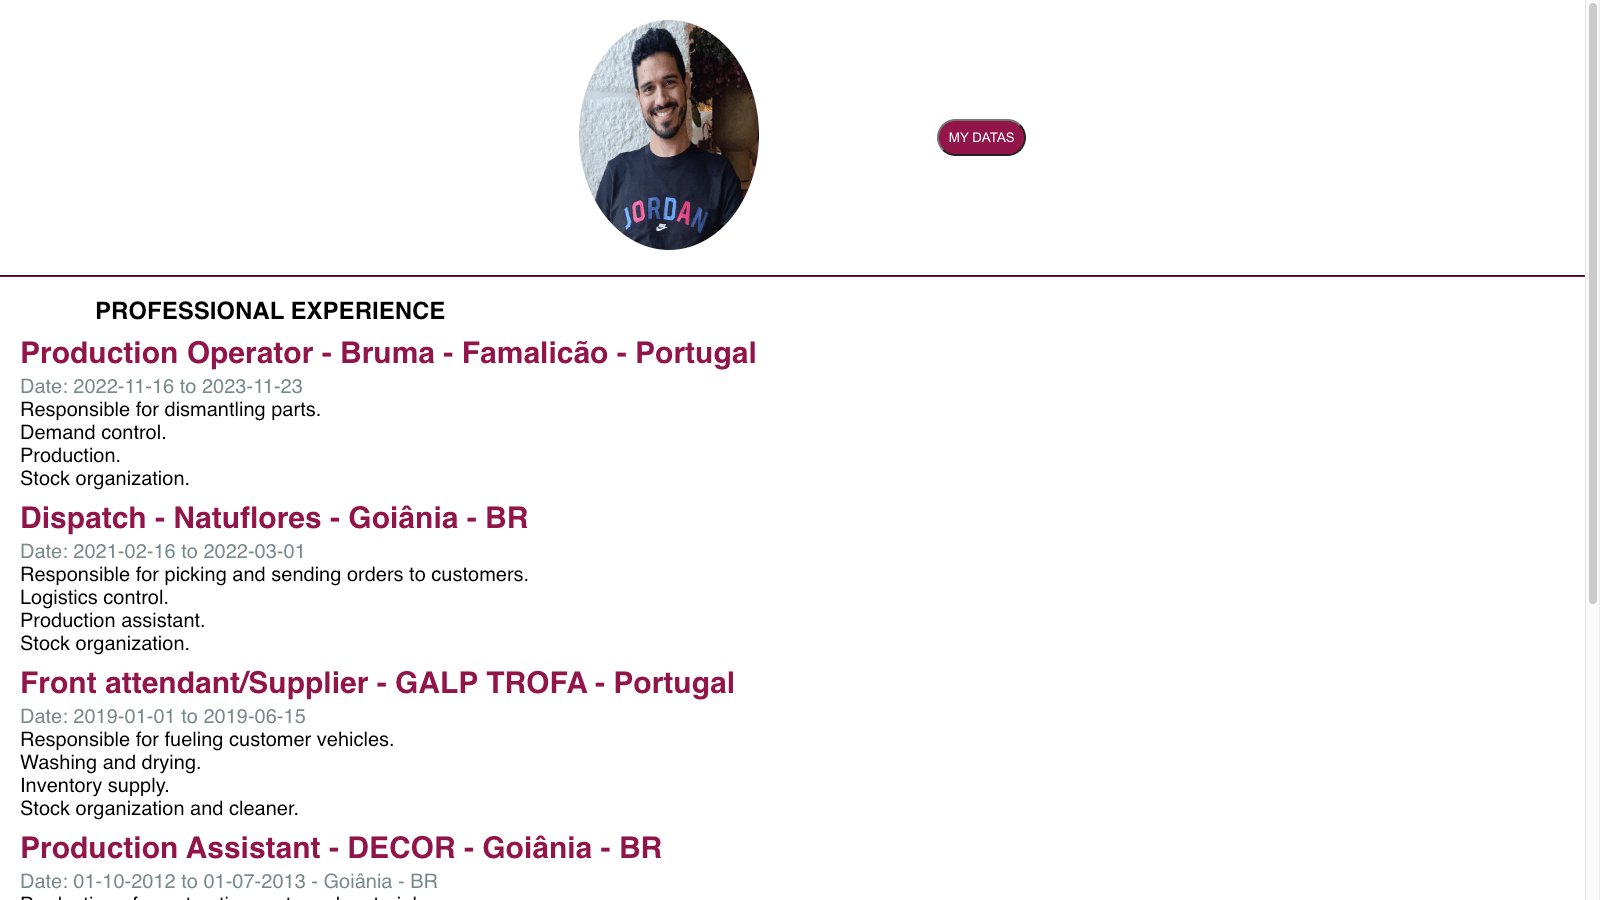 JORDAN
MY DATAS
PROFESSIONAL EXPERIENCE
Production Operator - Bruma - Famalicão - Portugal
Date: 2022-11-16 to 2023-11-23
Responsible for dismantling parts.
Demand control.
Production.
Stock organization.
Dispatch - Natuflores - Goiânia - BR
Date: 2021-02-16 to 2022-03-01
Responsible for picking and sending orders to customers.
Logistics control.
Production assistant.
Stock organization.
Front attendant/Supplier - GALP TROFA - Portugal
Date: 2019-01-01 to 2019-06-15
Responsible for fueling customer vehicles.
Washing and drying.
Inventory supply.
Stock organization and cleaner.
Production Assistant - DECOR - Goiânia - BR
Date: 01-10-2012 to 01-07-2013 - Goiânia - BR